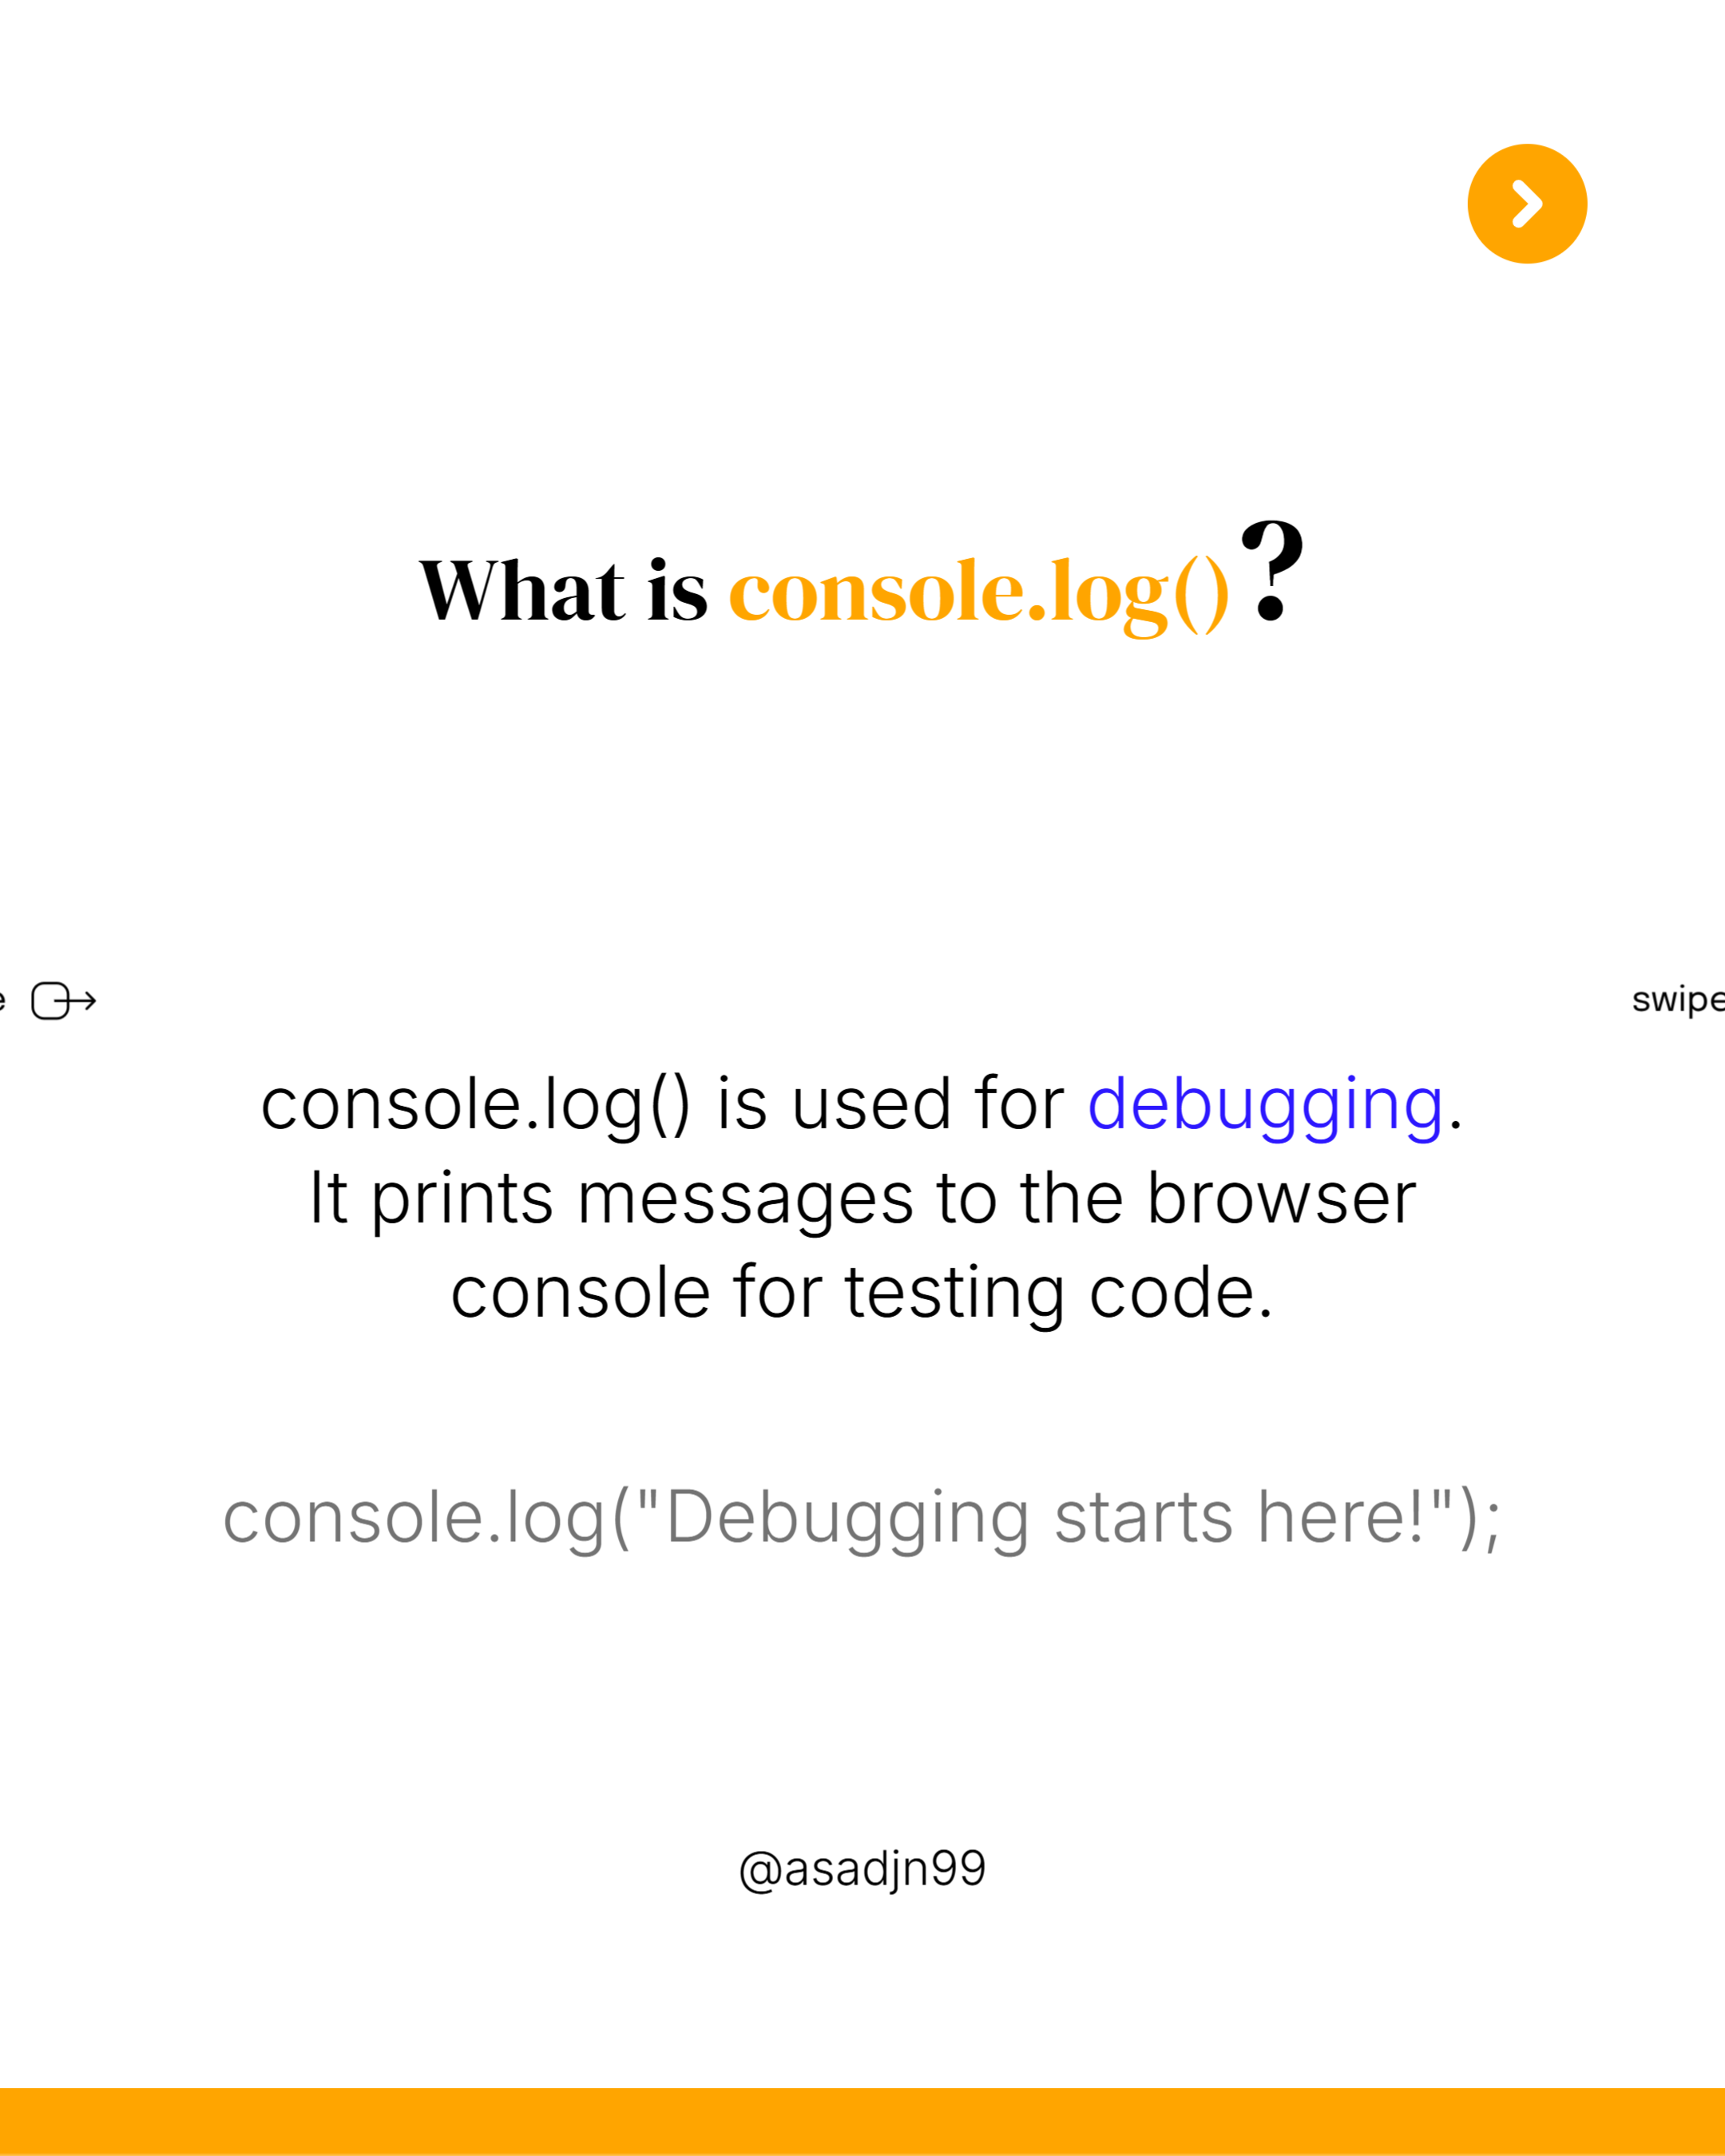 What is console.log()?
e
swipe
console.log() is used for debugging.
It prints messages to the browser
console for testing code.
console.log("Debugging starts here!");
@asadjn99